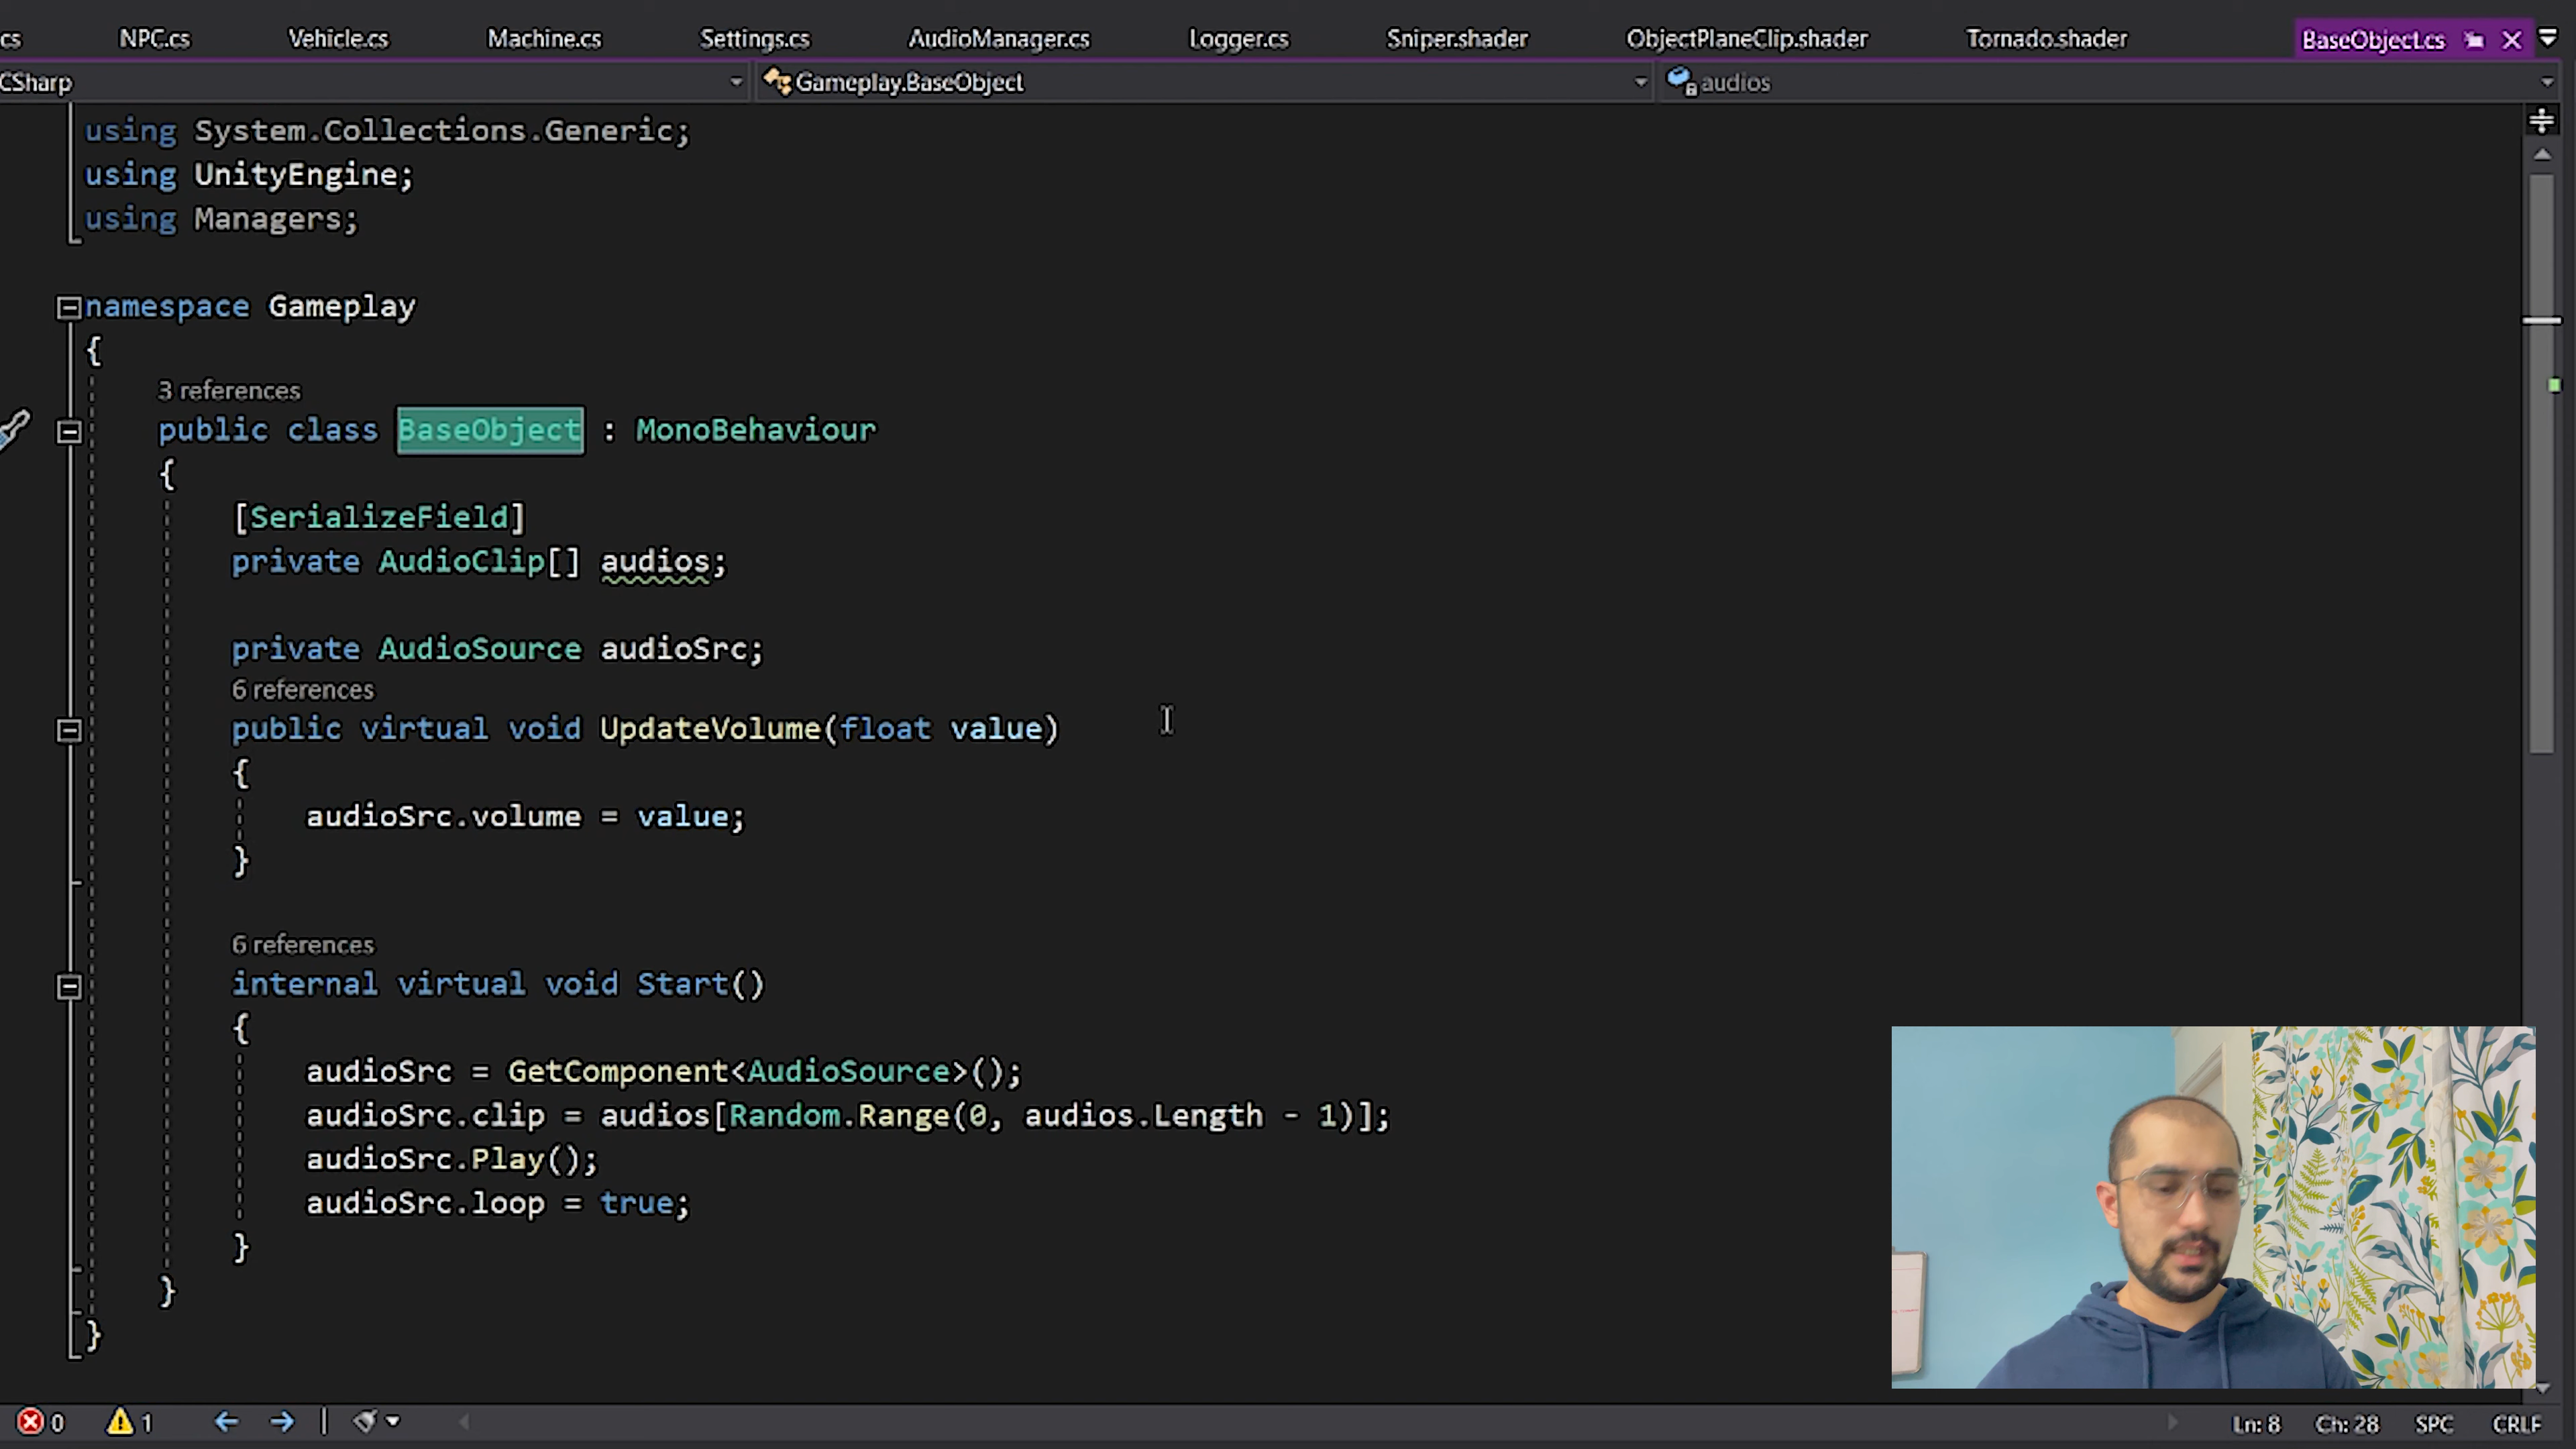 cs NPC.cs Vehicle.cs Machine.cs Settings.cs AudioManager.cs Logger.cs Sniper.shader ObjectPlaneClip.shader Tornado.shader BaseObject.cs
CSharp Gameplay.BaseObject audios
using System.Collections.Generic;
using UnityEngine;
using Managers;
namespace Gameplay
{
3 references
public class BaseObject : MonoBehaviour
{
[SerializeField]
private AudioClip[] audios;
private AudioSource audioSrc;
6 references
public virtual void UpdateVolume(float value)
{
audioSrc.volume = value;
}
6 references
internal virtual void Start()
{
audioSrc = GetComponent<AudioSource>();
audioSrc.clip = audios[Random.Range(0, audios.Length - 1)];
audioSrc.Play();
audioSrc.loop = true;
}
}
}
0 1 Ln: 8 Ch: 28 SPC CRLF